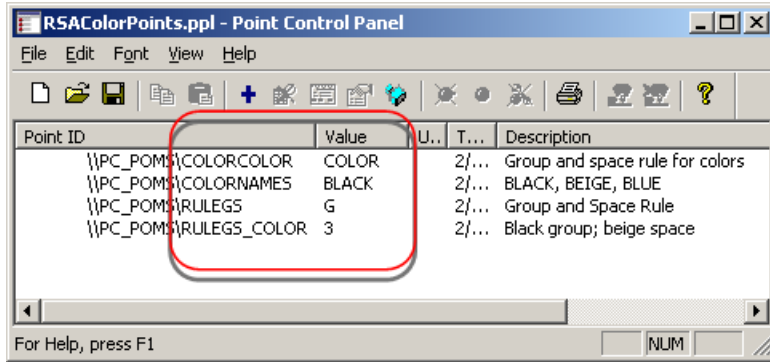 RSAColorPoints.ppl - Point Control Panel
File Edit Font View Help
Point ID Value U.. T... Description
\\PC_POMS\COLORCOLOR COLOR 2/... Group and space rule for colors
\\PC_POMS\COLORNAMES BLACK 2/... BLACK, BEIGE, BLUE
\\PC_POMS\RULEGS G 2/... Group and Space Rule
\\PC_POMS\RULEGS_COLOR 3 2/... Black group; beige space
For Help, press F1 NUM